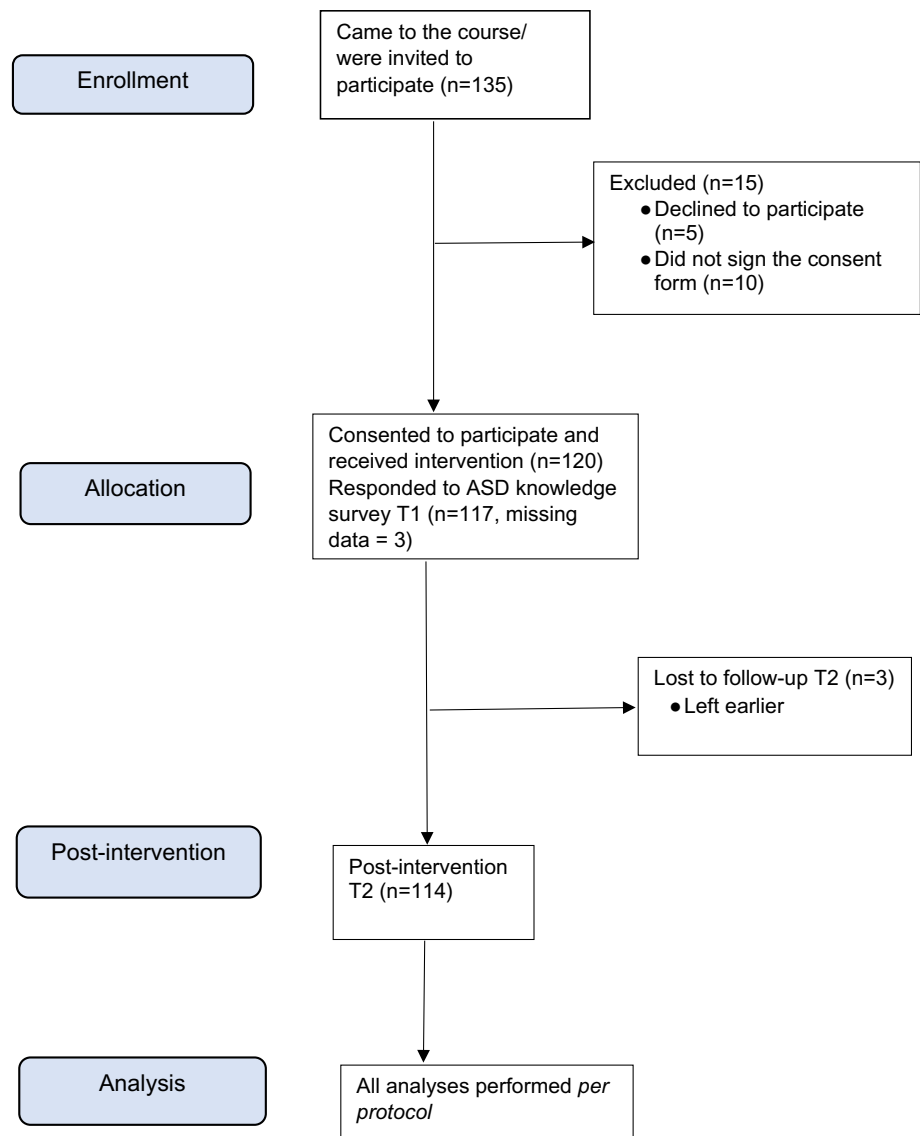 Came to the course/
were invited to
participate (n=135)
Enrollment
Excluded (n=15)
●Declined to participate
(n=5)
●Did not sign the consent
form (n=10)
Consented to participate and
received intervention (n=120)
Responded to ASD knowledge
survey T1 (n=117, missing
data = 3)
Allocation
Lost to follow-up T2 (n=3)
●Left earlier
Post-intervention
Post-intervention
T2 (n=114)
Analysis
All analyses performed per
protocol